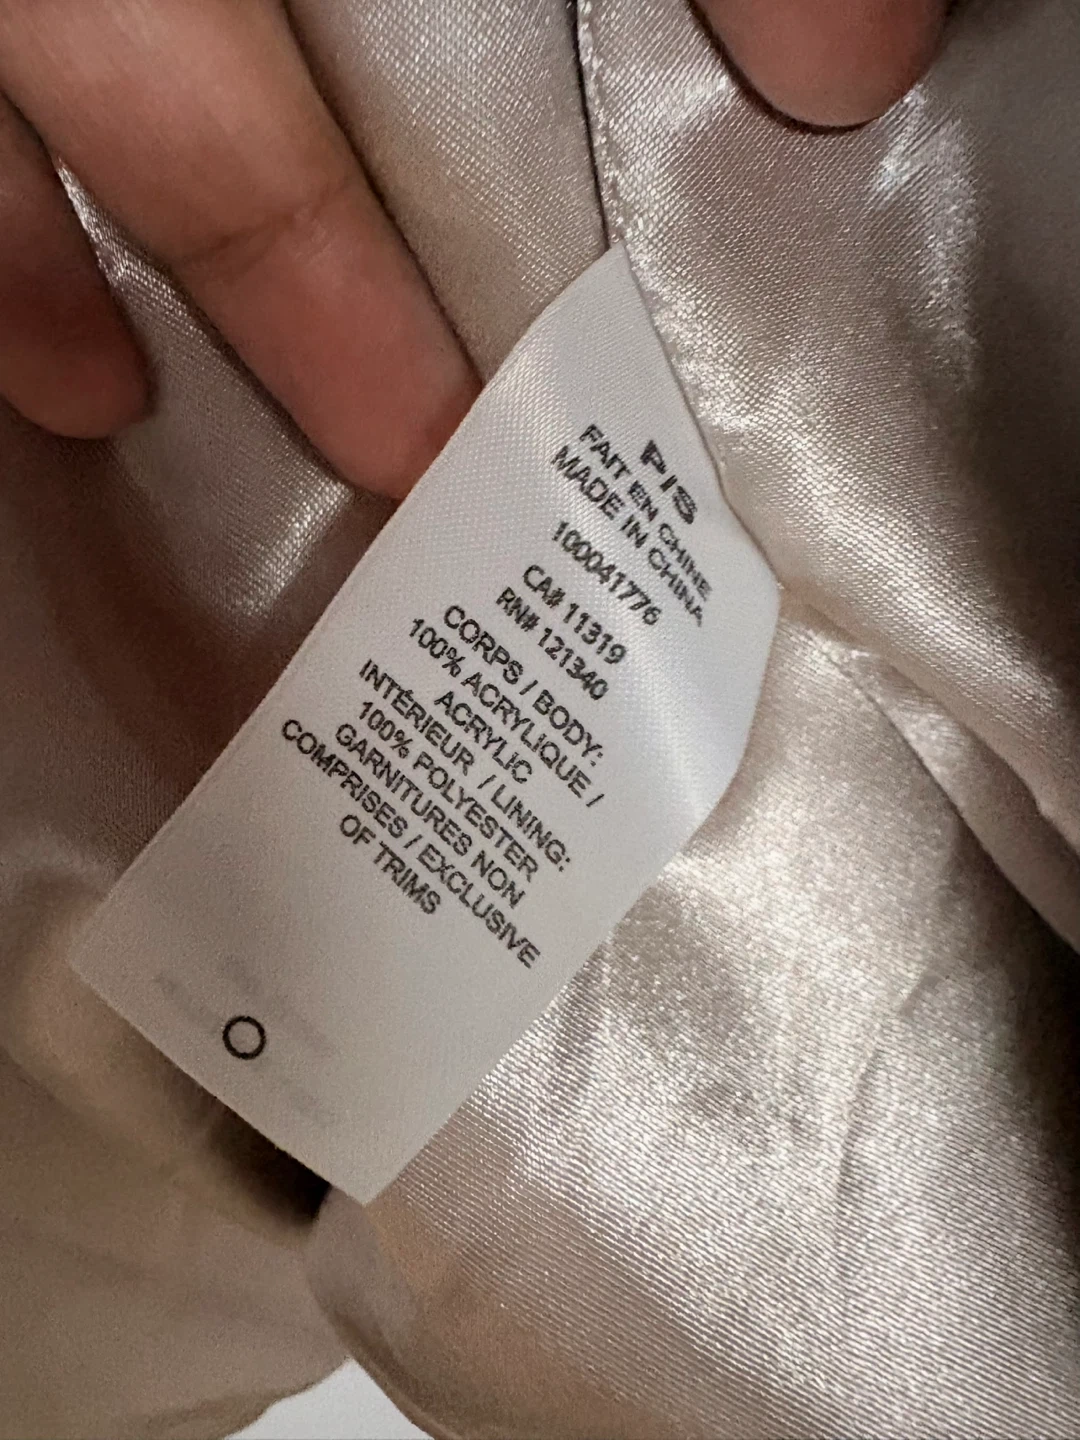 P/S
FAIT EN CHINE
MADE IN CHINA
100041776
CA# 11319
RN# 121340
CORPS / BODY:
100% ACRYLIQUE /
ACRYLIC
INTÉRIEUR / LINING:
100% POLYESTER
GARNITURES NON
COMPRISES / EXCLUSIVE
OF TRIMS